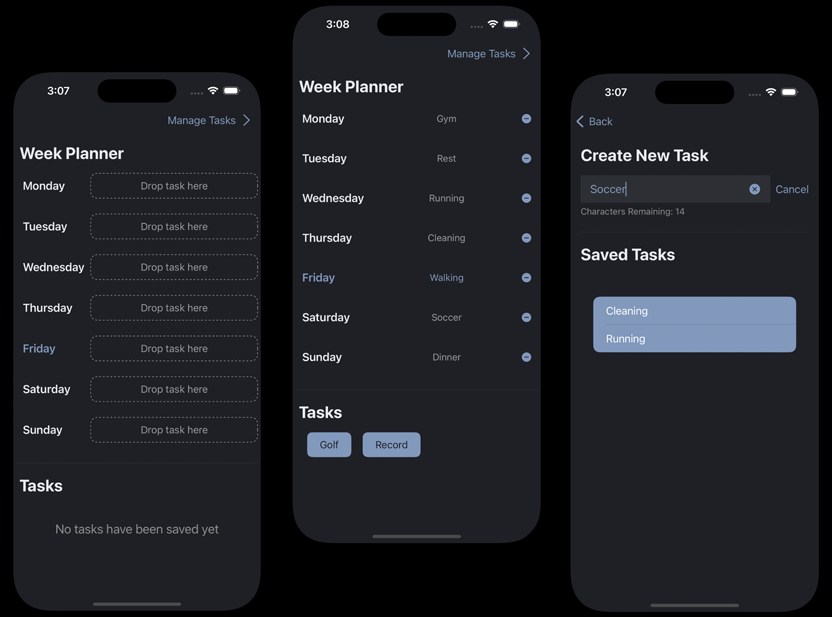 3:07
Manage Tasks
Week Planner
Monday Drop task here
Tuesday Drop task here
Wednesday Drop task here
Thursday Drop task here
Friday Drop task here
Saturday Drop task here
Sunday Drop task here
Tasks
No tasks have been saved yet
3:08
Manage Tasks
Week Planner
Monday Gym
Tuesday Rest
Wednesday Running
Thursday Cleaning
Friday Walking
Saturday Soccer
Sunday Dinner
Tasks
Golf Record
3:07
Back
Create New Task
Soccer Cancel
Characters Remaining: 14
Saved Tasks
Cleaning
Running